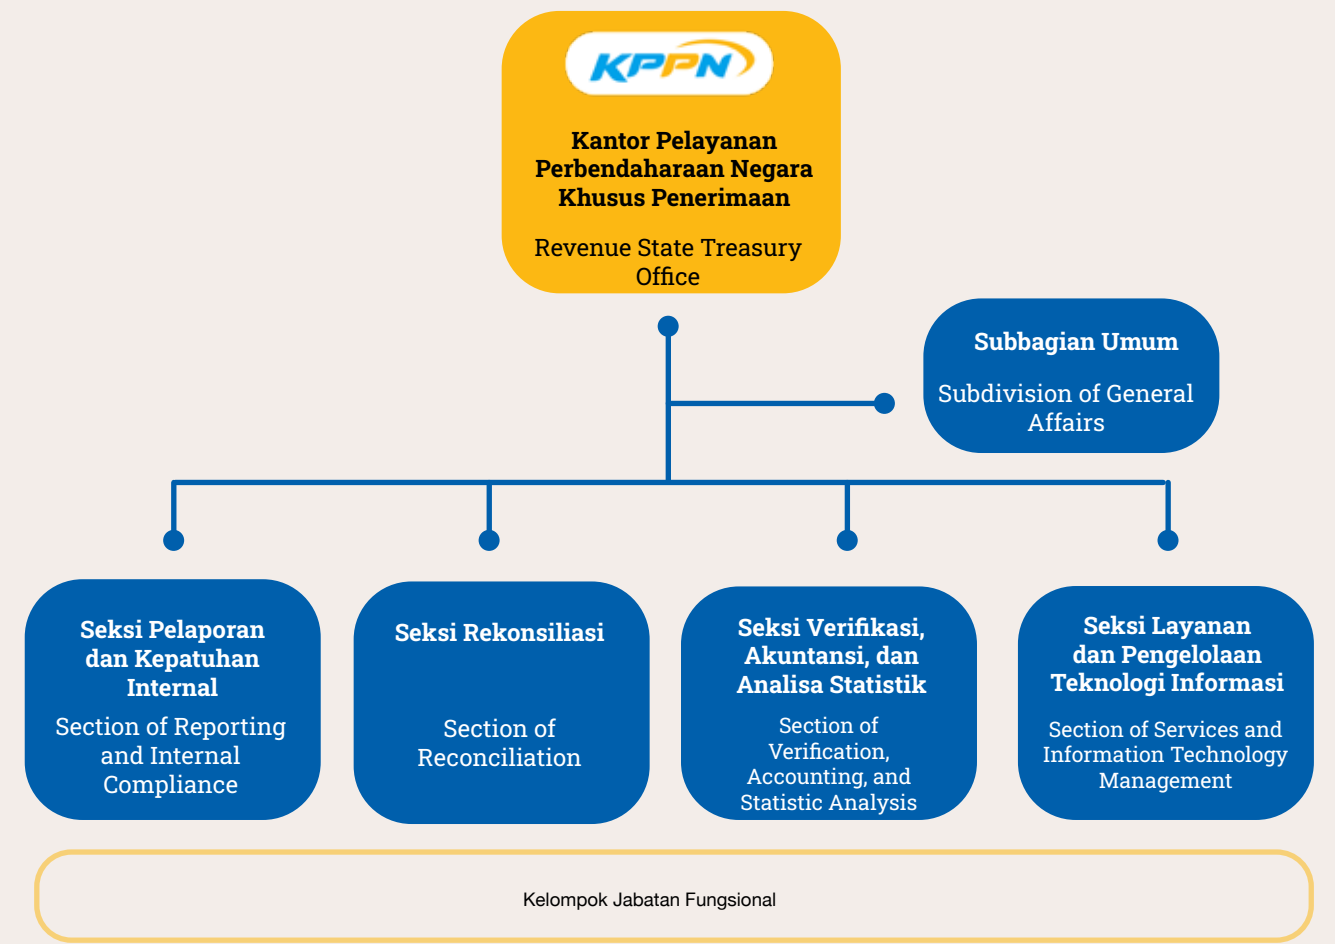 KPPN
Kantor Pelayanan
Perbendaharaan Negara
Khusus Penerimaan
Revenue State Treasury
Office
Subbagian Umum
Subdivision of General
Affairs
Seksi Pelaporan
dan Kepatuhan
Internal
Section of Reporting
and Internal
Compliance
Seksi Rekonsiliasi
Section of
Reconciliation
Seksi Verifikasi,
Akuntansi, dan
Analisa Statistik
Section of
Verification,
Accounting, and
Statistic Analysis
Seksi Layanan
dan Pengelolaan
Teknologi Informasi
Section of Services and
Information Technology
Management
Kelompok Jabatan Fungsional